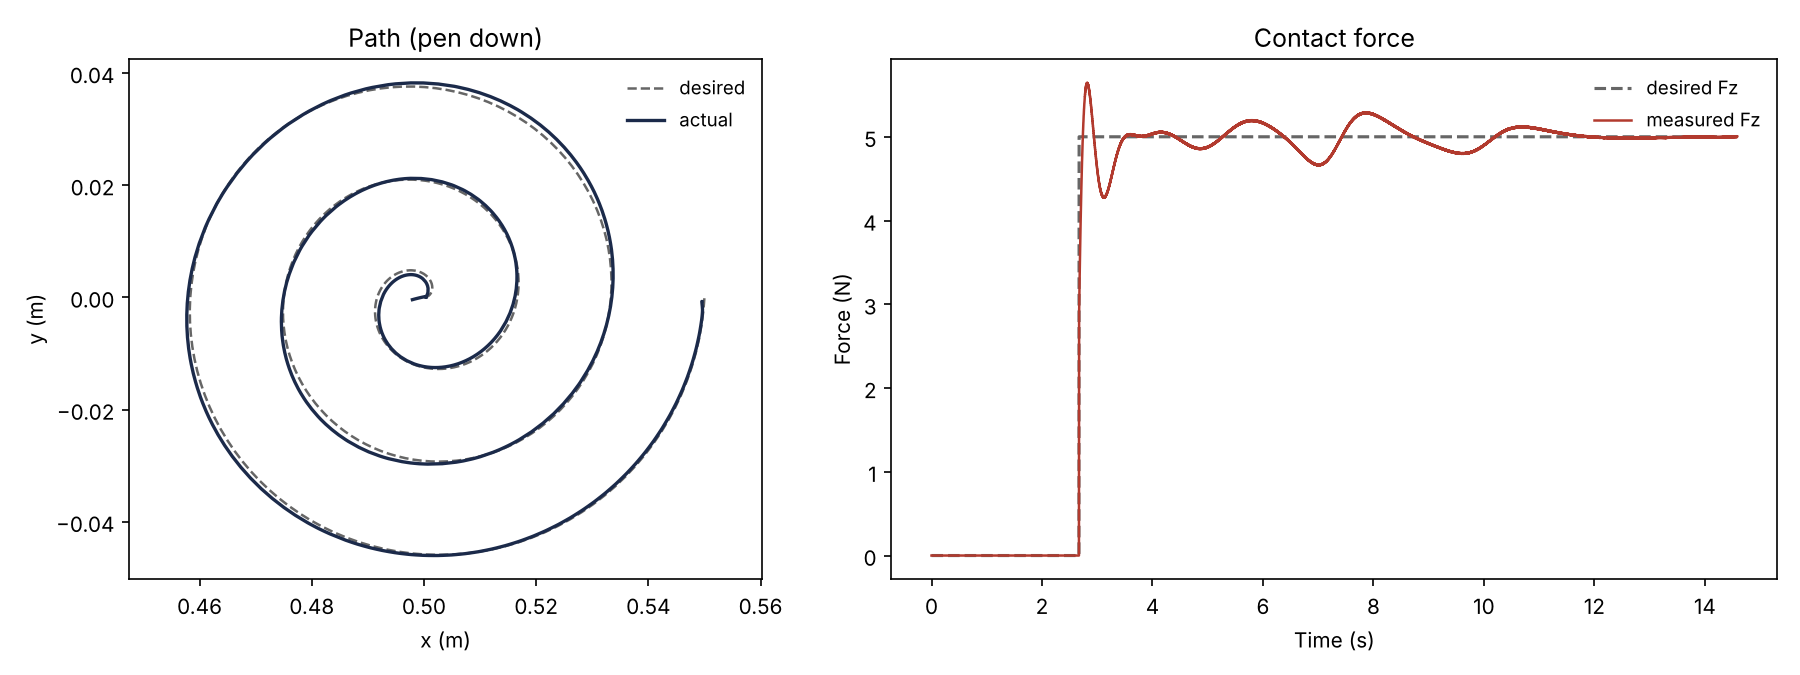 Path (pen down)
desired
actual
0.04
0.02
0.00
−0.02
−0.04
y (m)
0.46 0.48 0.50 0.52 0.54 0.56
x (m)
Contact force
desired Fz
measured Fz
5
4
3
2
1
0
Force (N)
0 2 4 6 8 10 12 14
Time (s)